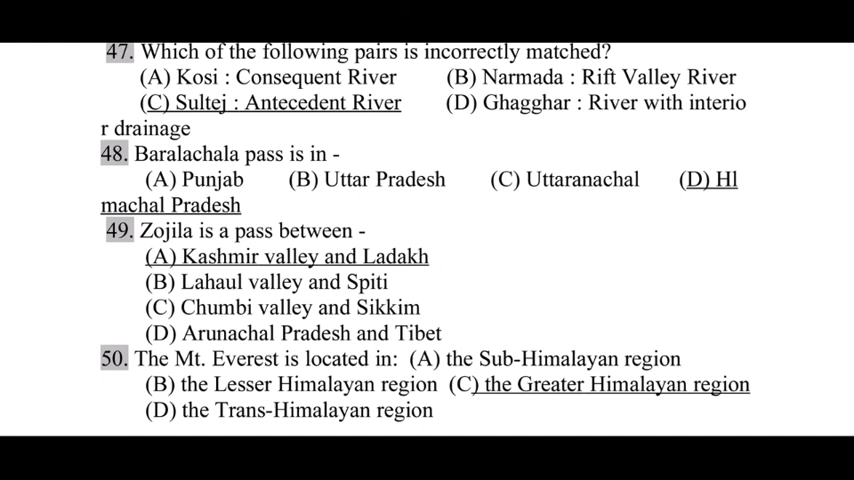 47. Which of the following pairs is incorrectly matched?
(A) Kosi : Consequent River (B) Narmada : Rift Valley River
(C) Sultej : Antecedent River (D) Ghagghar : River with interio
r drainage
48. Baralachala pass is in -
(A) Punjab (B) Uttar Pradesh (C) Uttaranachal (D) Hl
machal Pradesh
49. Zojila is a pass between -
(A) Kashmir valley and Ladakh
(B) Lahaul valley and Spiti
(C) Chumbi valley and Sikkim
(D) Arunachal Pradesh and Tibet
50. The Mt. Everest is located in: (A) the Sub-Himalayan region
(B) the Lesser Himalayan region (C) the Greater Himalayan region
(D) the Trans-Himalayan region